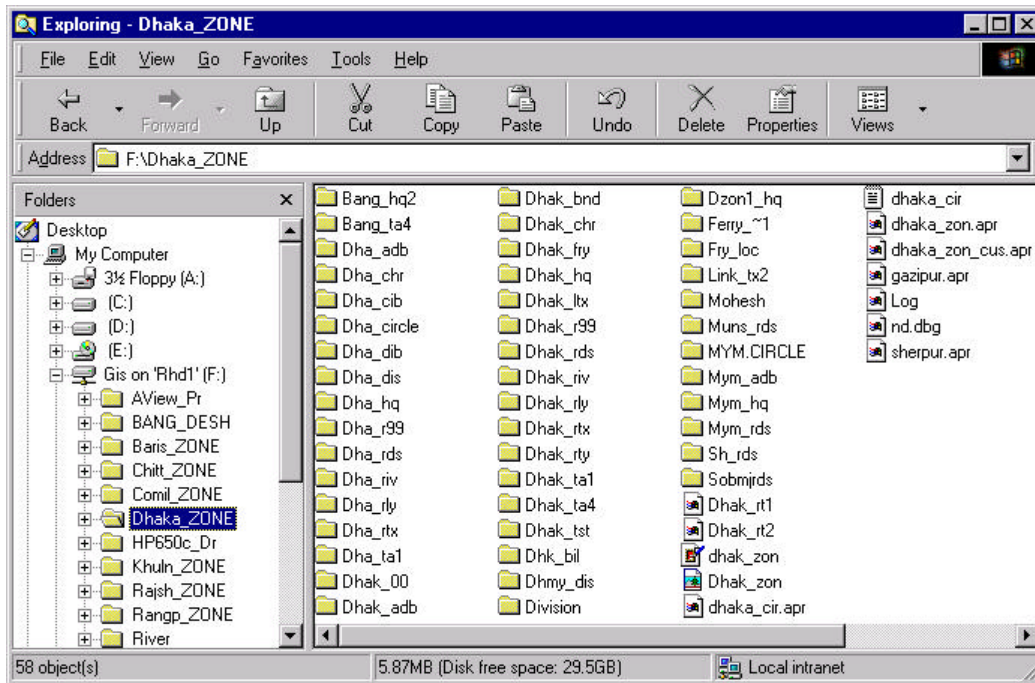 Exploring - Dhaka_ZONE
File Edit View Go Favorites Tools Help
Back Forward Up Cut Copy Paste Undo Delete Properties Views
Address F:\Dhaka_ZONE
Folders
Desktop
My Computer
3½ Floppy (A:)
(C:)
(D:)
(E:)
Gis on 'Rhd1' (F:)
AView_Pr
BANG_DESH
Baris_ZONE
Chitt_ZONE
Comil_ZONE
Dhaka_ZONE
HP650c_Dr
Khuln_ZONE
Rajsh_ZONE
Rangp_ZONE
River
Bang_hq2
Bang_ta4
Dha_adb
Dha_chr
Dha_cib
Dha_circle
Dha_dib
Dha_dis
Dha_hq
Dha_r99
Dha_rds
Dha_riv
Dha_rly
Dha_rtx
Dha_ta1
Dhak_00
Dhak_adb
Dhak_bnd
Dhak_chr
Dhak_fry
Dhak_hq
Dhak_ltx
Dhak_r99
Dhak_rds
Dhak_riv
Dhak_rly
Dhak_rtx
Dhak_rty
Dhak_ta1
Dhak_ta4
Dhak_tst
Dhk_bil
Dhmy_dis
Division
Dzon1_hq
Ferry_~1
Fry_loc
Link_tx2
Mohesh
Muns_rds
MYM.CIRCLE
Mym_adb
Mym_hq
Mym_rds
Sh_rds
Sobmjrds
Dhak_rt1
Dhak_rt2
dhak_zon
Dhak_zon
dhaka_cir.apr
dhaka_cir
dhaka_zon.apr
dhaka_zon_cus.apr
gazipur.apr
Log
nd.dbg
sherpur.apr
58 object(s) 5.87MB (Disk free space: 29.5GB) Local intranet